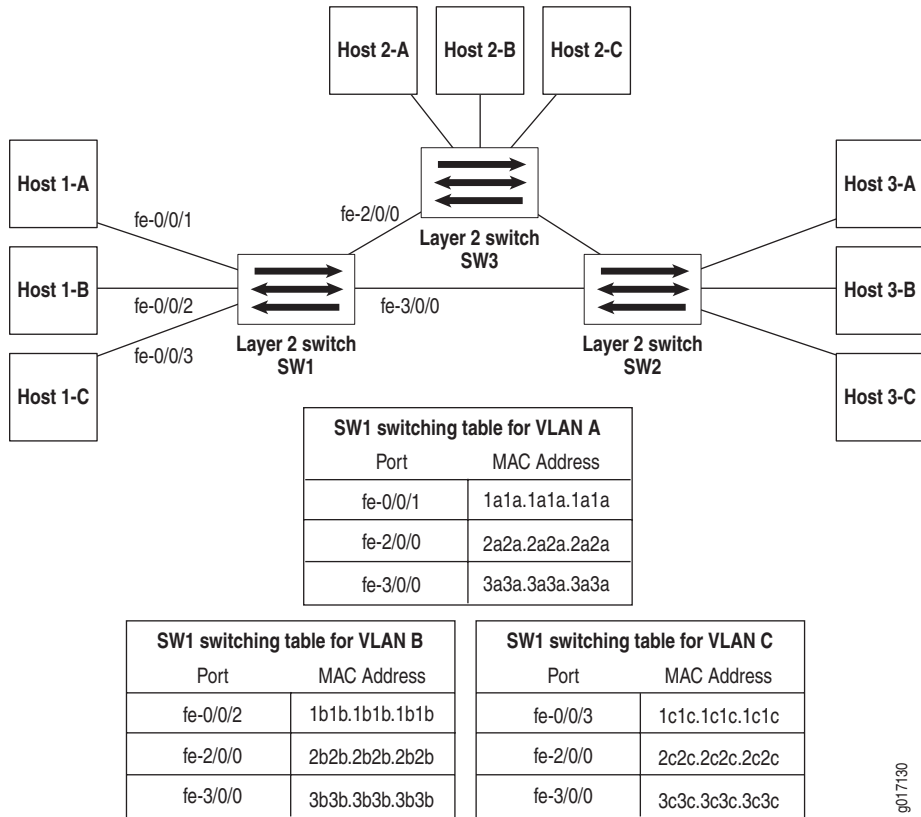 Host 2-A
Host 2-B
Host 2-C
Host 1-A
Host 3-A
fe-0/0/1
fe-2/0/0
Layer 2 switch
SW3
Host 1-B
fe-0/0/2
fe-3/0/0
Host 3-B
fe-0/0/3
Layer 2 switch
SW1
Layer 2 switch
SW2
Host 1-C
Host 3-C
SW1 switching table for VLAN A
Port MAC Address
fe-0/0/1 1a1a.1a1a.1a1a
fe-2/0/0 2a2a.2a2a.2a2a
fe-3/0/0 3a3a.3a3a.3a3a
SW1 switching table for VLAN B
Port MAC Address
fe-0/0/2 1b1b.1b1b.1b1b
fe-2/0/0 2b2b.2b2b.2b2b
fe-3/0/0 3b3b.3b3b.3b3b
SW1 switching table for VLAN C
Port MAC Address
fe-0/0/3 1c1c.1c1c.1c1c
fe-2/0/0 2c2c.2c2c.2c2c
fe-3/0/0 3c3c.3c3c.3c3c
g017130